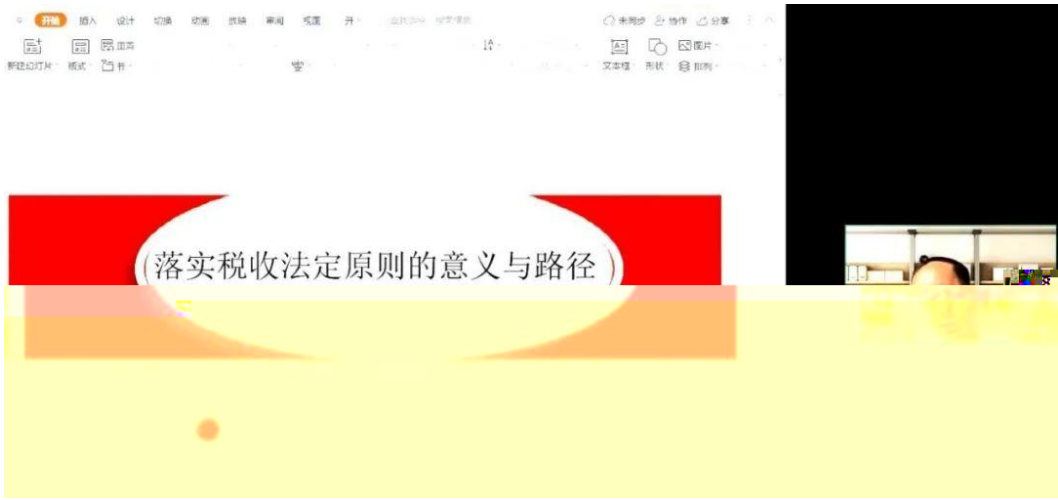 开始 插入 设计 切换 动画 放映 审阅 视图 开
未同步 协作 分享
新建幻灯片 版式 节
文本框 形状 图片 排列
落实税收法定原则的意义与路径